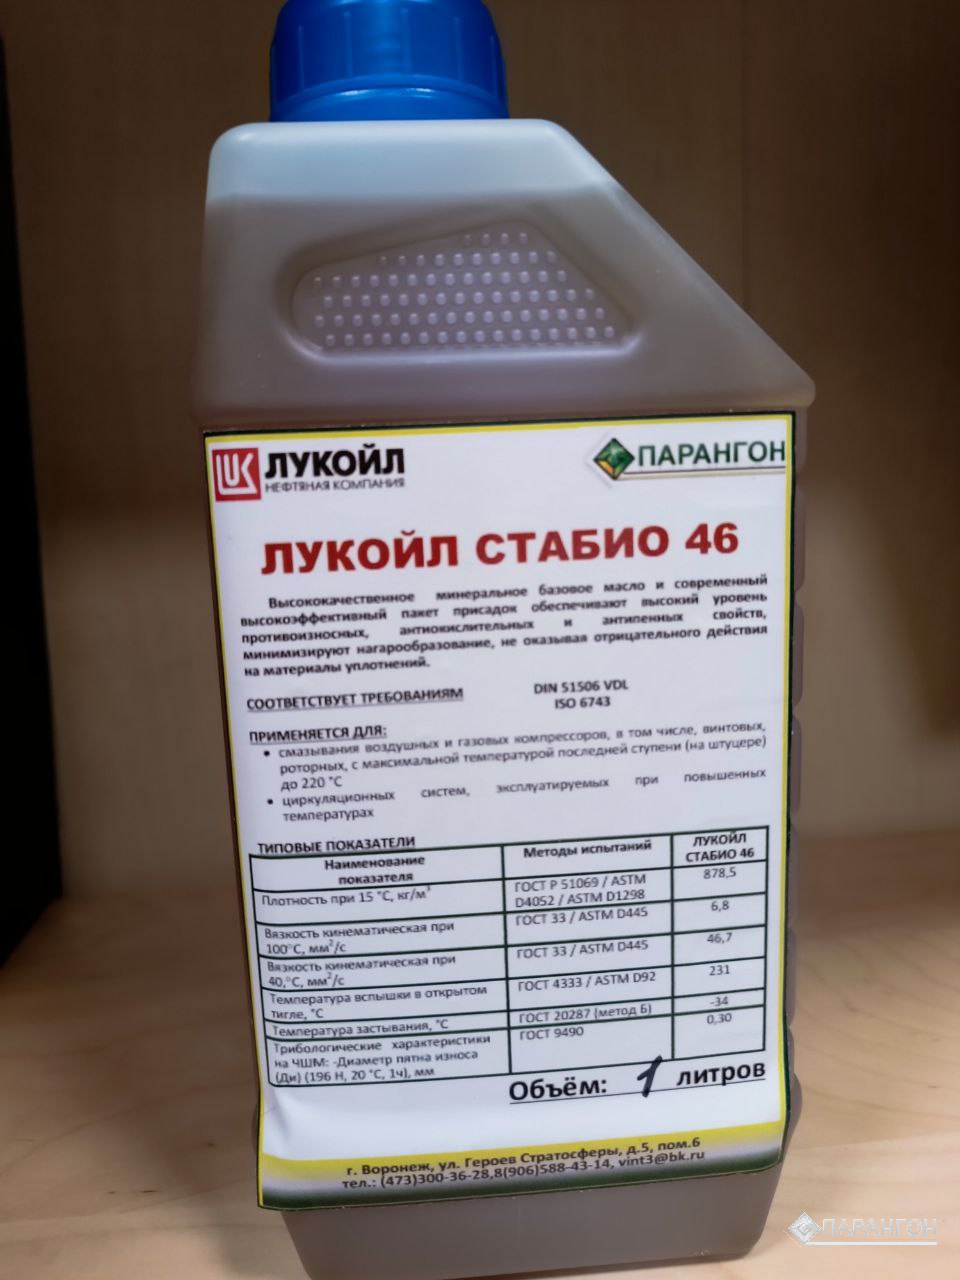 ЛУКОЙЛ
НЕФТЯНАЯ КОМПАНИЯ
ПАРАНГОН
ЛУКОЙЛ СТАБИО 46
Высококачественное минеральное базовое масло и современный
высокоэффективный пакет присадок обеспечивают высокий уровень
противоизносных, антиокислительных и антипенных свойств,
минимизируют нагарообразование, не оказывая отрицательного действия
на материалы уплотнений.
СООТВЕТСТВУЕТ ТРЕБОВАНИЯМ DIN 51506 VDL
ISO 6743
ПРИМЕНЯЕТСЯ ДЛЯ:
• смазывания воздушных и газовых компрессоров, в том числе, винтовых,
роторных, с максимальной температурой последней ступени (на штуцере)
до 220 °С
• циркуляционных систем, эксплуатируемых при повышенных
температурах
ТИПОВЫЕ ПОКАЗАТЕЛИ
Наименование
показателя
Методы испытаний
ЛУКОЙЛ
СТАБИО 46
Плотность при 15 °С, кг/м³
ГОСТ Р 51069 / ASTM
D4052 / ASTM D1298
878,5
Вязкость кинематическая при
100°С, мм²/с
ГОСТ 33 / ASTM D445
6,8
Вязкость кинематическая при
40,°С, мм²/с
ГОСТ 33 / ASTM D445
46,7
Температура вспышки в открытом
тигле, °С
ГОСТ 4333 / ASTM D92
231
Температура застывания, °С
ГОСТ 20287 (метод Б)
-34
Трибологические характеристики
на ЧШМ: -Диаметр пятна износа
(Ди) (196 Н, 20 °С, 1ч), мм
ГОСТ 9490
0,30
Объём: 1 литров
г. Воронеж, ул. Героев Стратосферы, д.5, пом.6
тел.: (473)300-36-28,8(906)588-43-14, vint3@bk.ru
ПАРАНГОН